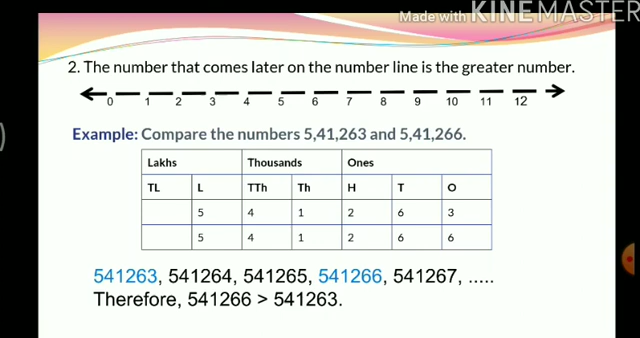 Made with KINEMASTER
2. The number that comes later on the number line is the greater number.
0 1 2 3 4 5 6 7 8 9 10 11 12
Example: Compare the numbers 5,41,263 and 5,41,266.
Lakhs Thousands Ones
TL L TTh Th H T O
5 4 1 2 6 3
5 4 1 2 6 6
541263, 541264, 541265, 541266, 541267, .....
Therefore, 541266 > 541263.